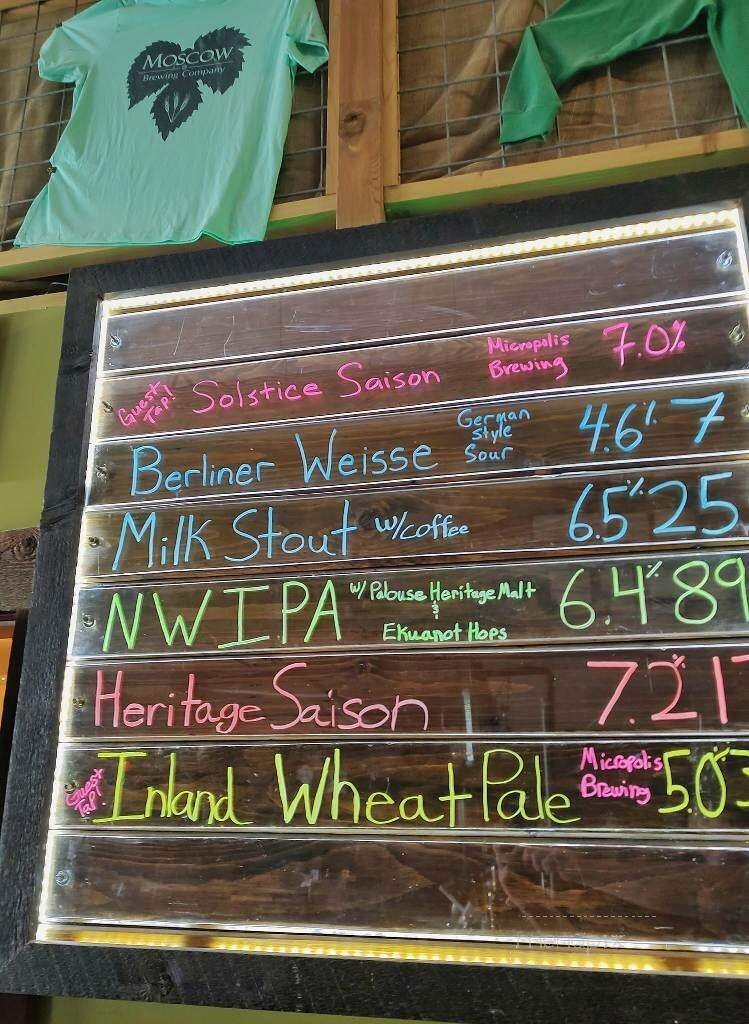 MOSCOW
Brewing Company
Guest Tap! Solstice Saison Micropolis Brewing 7.0%
Berliner Weisse German Style Sour 4.6% 7
Milk Stout w/coffee 6.5% 25
NW IPA w/ Palouse Heritage Malt & Ekuanot Hops 6.4% 89
Heritage Saison 7.2%
Guest Tap! Inland Wheat Pale Micropolis Brewing 5.0%